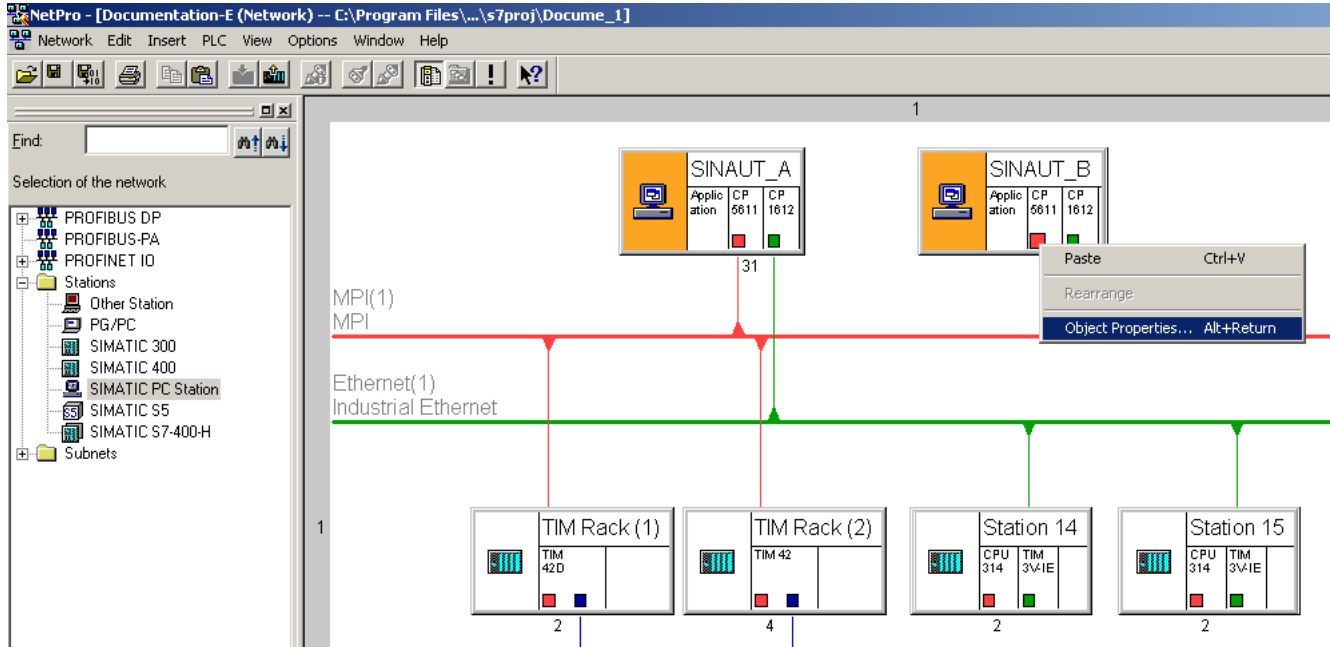 NetPro - [Documentation-E (Network) -- C:\Program Files\...\s7proj\Docume_1]
Network Edit Insert PLC View Options Window Help
Find:
Selection of the network
PROFIBUS DP
PROFIBUS-PA
PROFINET IO
Stations
Other Station
PG/PC
SIMATIC 300
SIMATIC 400
SIMATIC PC Station
SIMATIC S5
SIMATIC S7-400-H
Subnets
1
SINAUT_A
Applic ation CP 5611 CP 1612
31
SINAUT_B
Applic ation CP 5611 CP 1612
Paste Ctrl+V
Rearrange
Object Properties... Alt+Return
MPI(1)
MPI
Ethernet(1)
Industrial Ethernet
1
TIM Rack (1)
TIM 42D
2
TIM Rack (2)
TIM 42
4
Station 14
CPU 314 TIM 3V-IE
2
Station 15
CPU 314 TIM 3V-IE
2